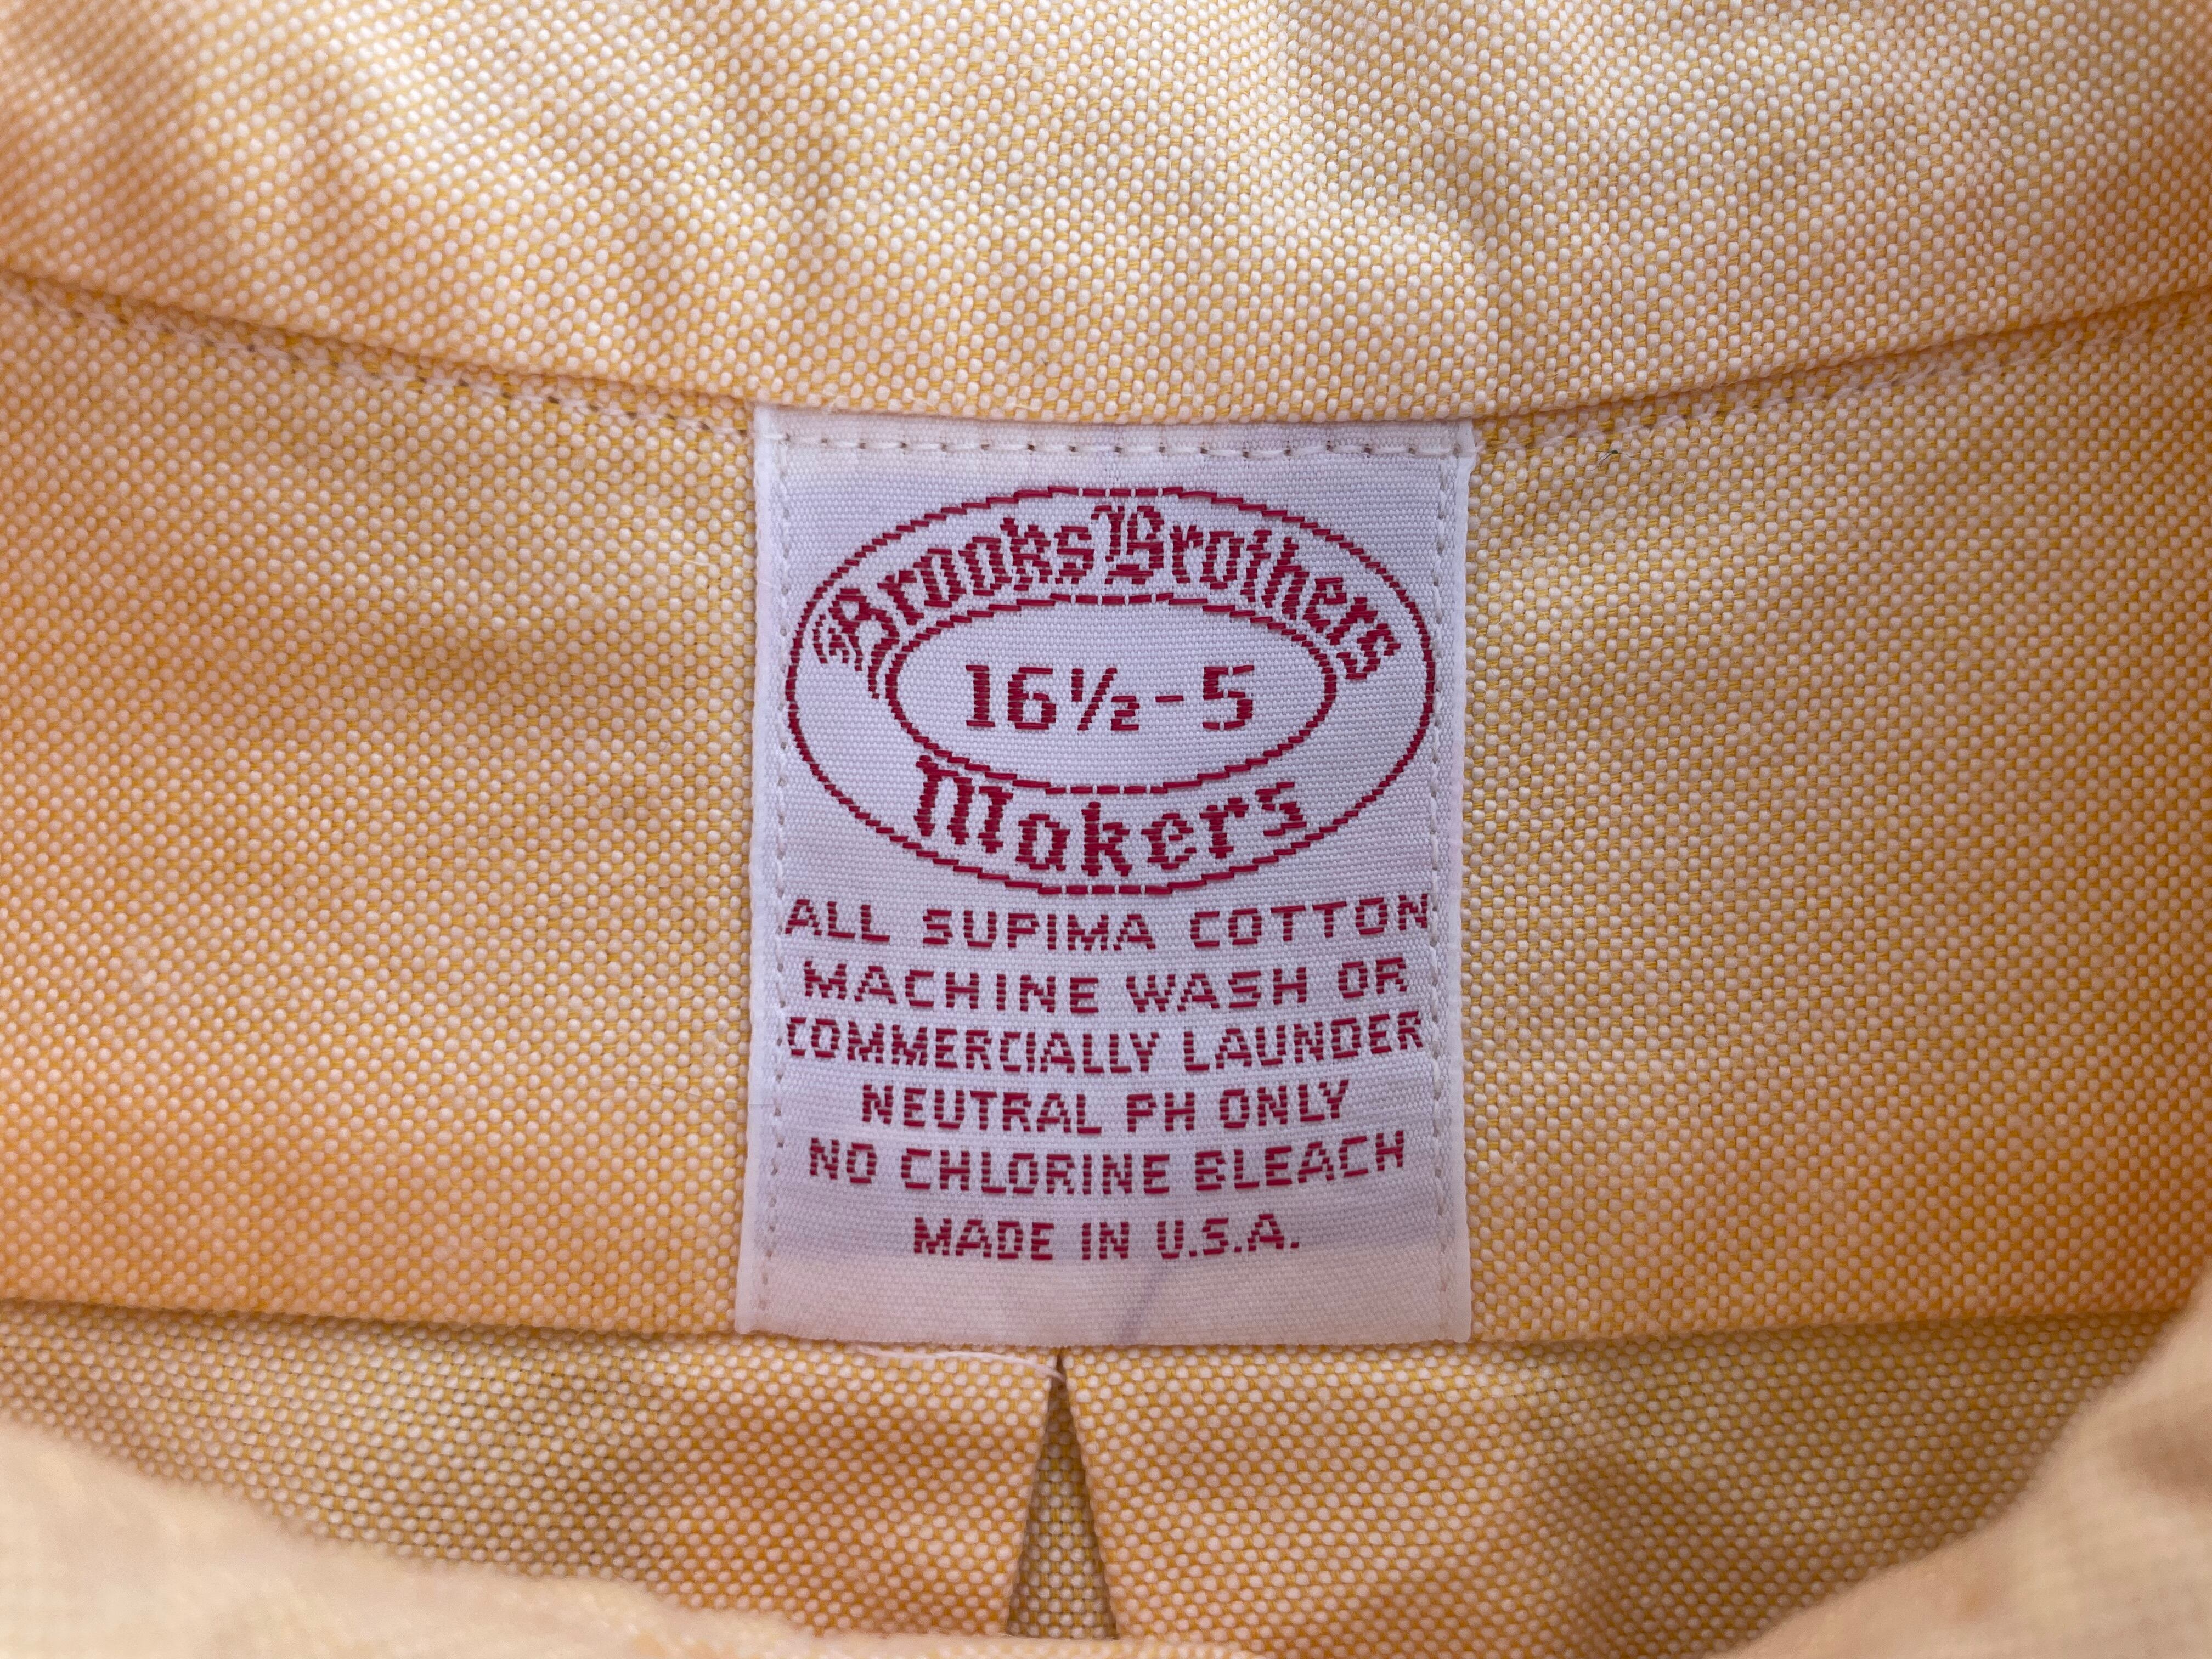 Brooks Brothers
16½-5
Makers
ALL SUPIMA COTTON
MACHINE WASH OR
COMMERCIALLY LAUNDER
NEUTRAL PH ONLY
NO CHLORINE BLEACH
MADE IN U.S.A.